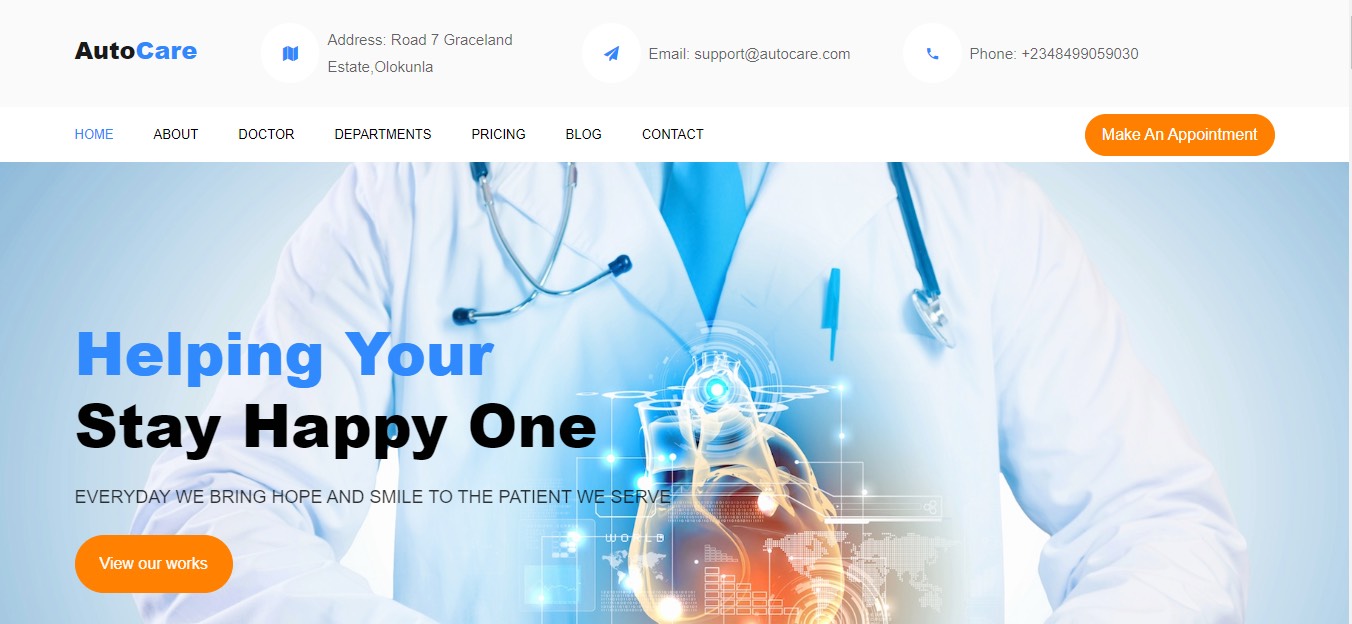 AutoCare
Address: Road 7 Graceland
Estate,Olokunla
Email: support@autocare.com
Phone: +2348499059030
HOME ABOUT DOCTOR DEPARTMENTS PRICING BLOG CONTACT
Make An Appointment
Helping Your
Stay Happy One
EVERYDAY WE BRING HOPE AND SMILE TO THE PATIENT WE SERVE
View our works
WORLD